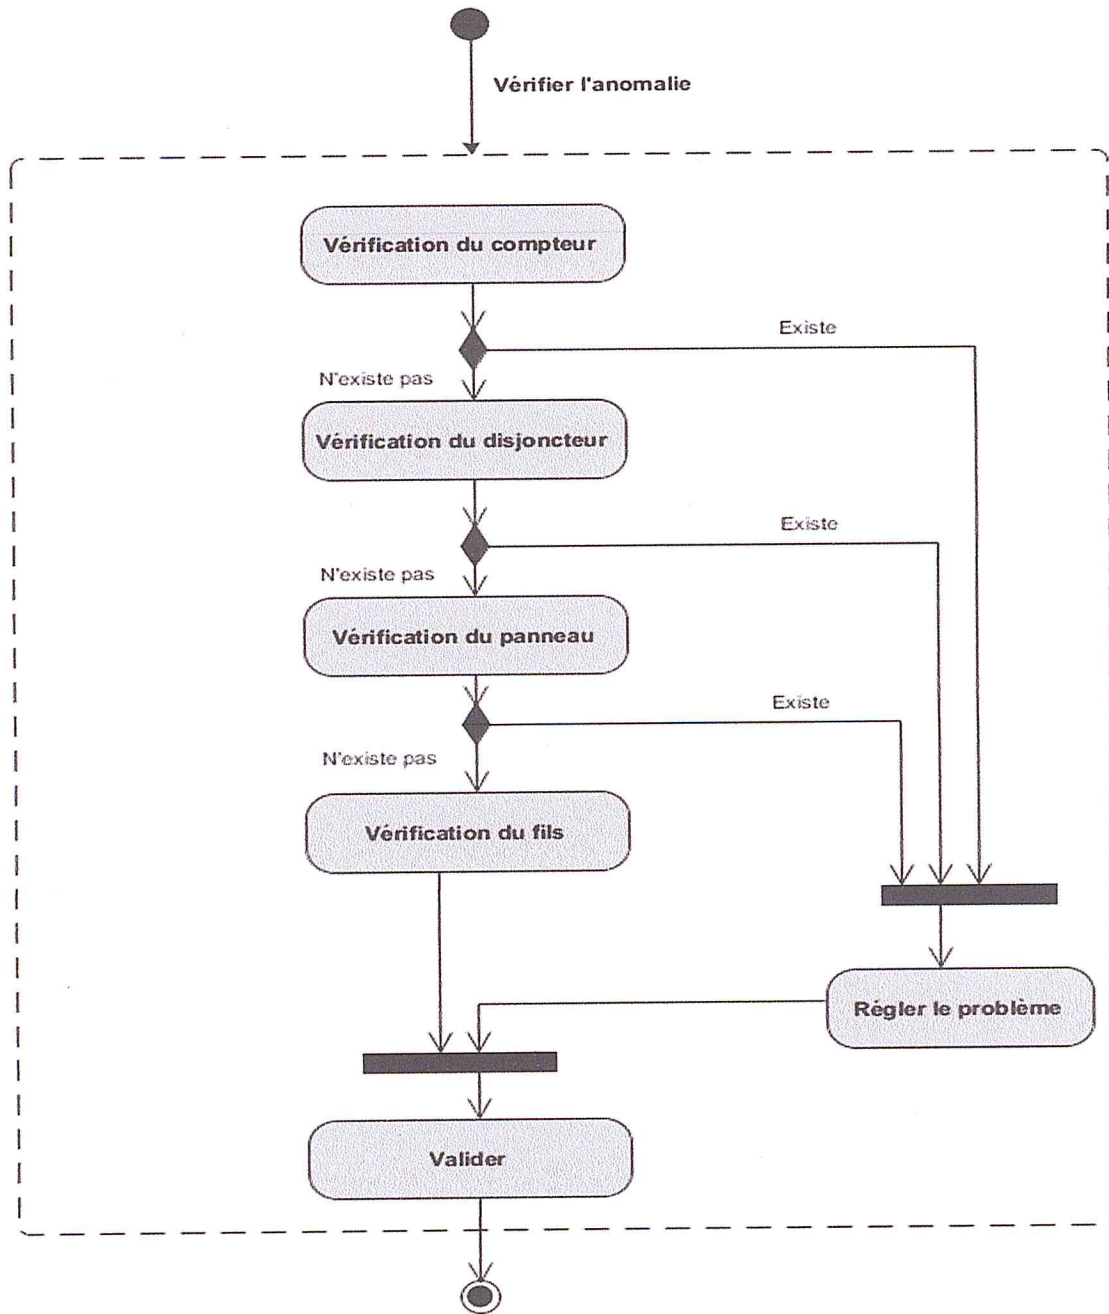 Vérifier l'anomalie
Vérification du compteur
Existe
N'existe pas
Vérification du disjoncteur
Existe
N'existe pas
Vérification du panneau
Existe
N'existe pas
Vérification du fils
Régler le problème
Valider